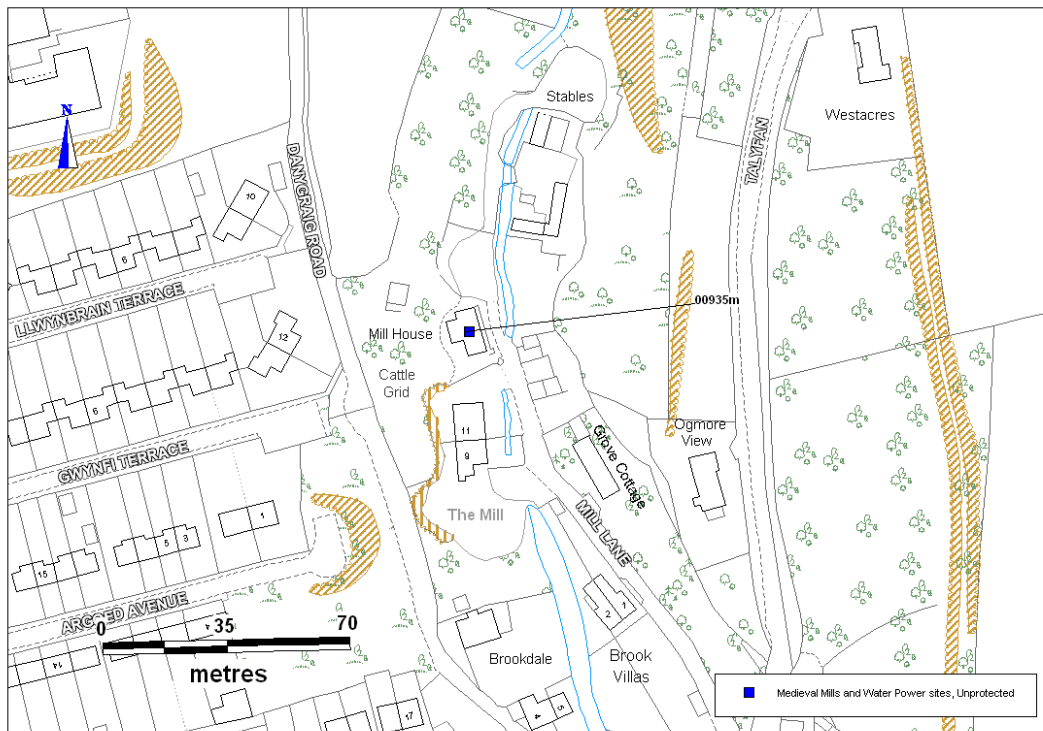 Stables
Westacres
N
TALYFAN
DANYGRAIG ROAD
10
6
LLWYNBRAIN TERRACE
00935m
Mill House
12
Cattle
Grid
6
11
9
Ogmore
View
Grove Cottage
GWYNFI TERRACE
The Mill
MILL LANE
1
5
3
15
ARGOED AVENUE
4
14
1
2
0
35
70
metres
Brookdale
Brook
Villas
17
4
5
Medieval Mills and Water Power sites, Unprotected